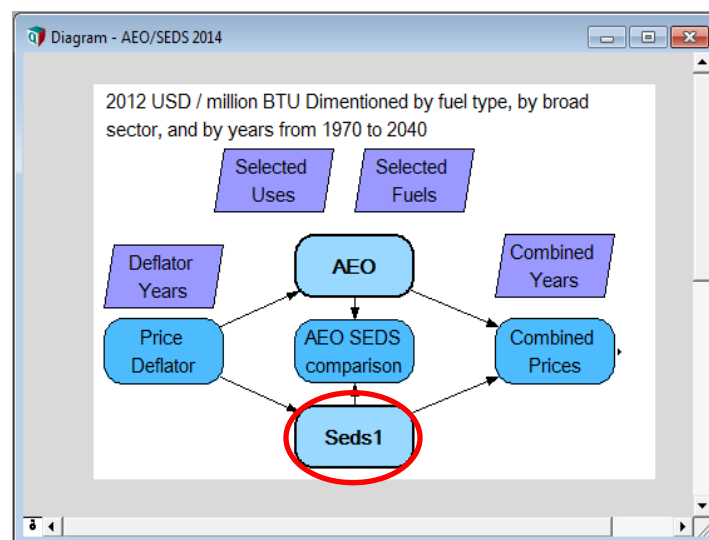 Diagram - AEO/SEDS 2014
2012 USD / million BTU Dimentioned by fuel type, by broad
sector, and by years from 1970 to 2040
Selected
Uses
Selected
Fuels
Deflator
Years
AEO
Combined
Years
Price
Deflator
AEO SEDS
comparison
Combined
Prices
Seds1